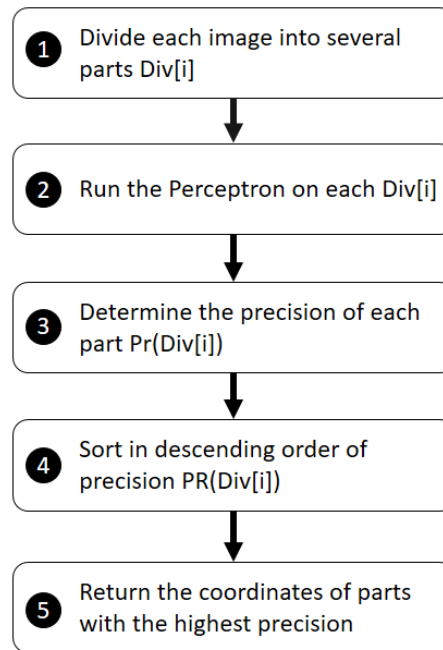 1 Divide each image into several
parts Div[i]
2 Run the Perceptron on each Div[i]
3 Determine the precision of each
part Pr(Div[i])
4 Sort in descending order of
precision PR(Div[i])
5 Return the coordinates of parts
with the highest precision